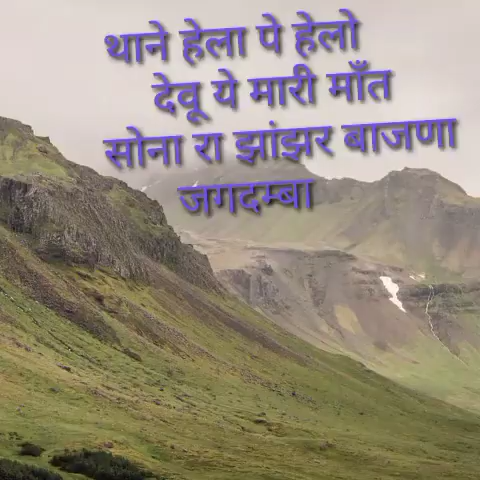 थाने हेला पे हेलो
देवू ये मारी माँत
सोना रा झांझर बाजणा
जगदम्बा